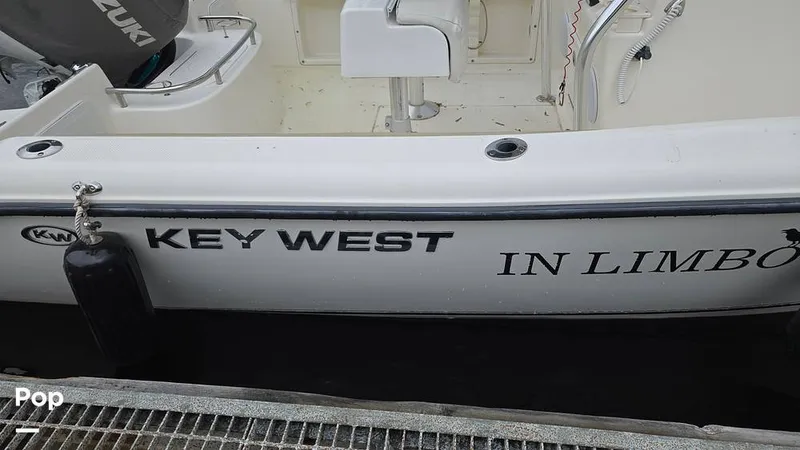 ZUKI
KW
KEY WEST
IN LIMBO
Pop